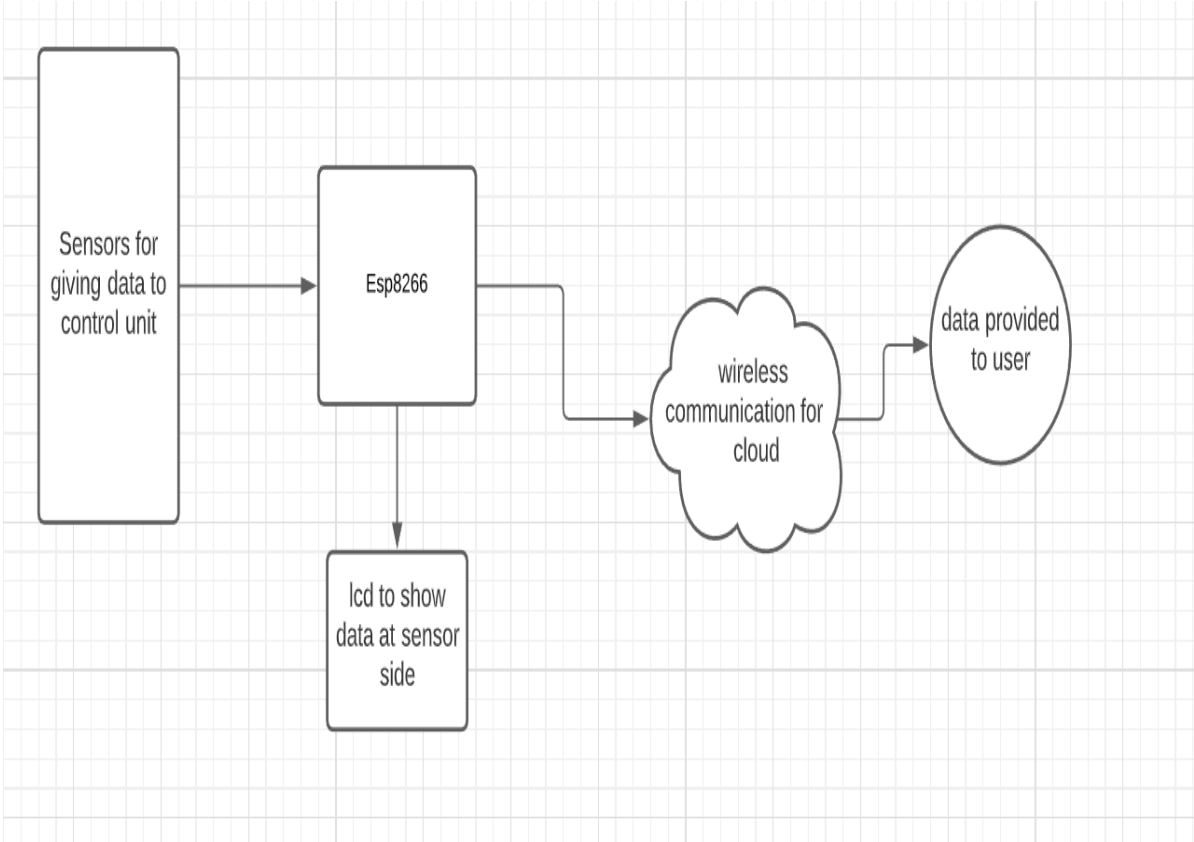 Sensors for
giving data to
control unit
Esp8266
wireless
communication for
cloud
data provided
to user
lcd to show
data at sensor
side